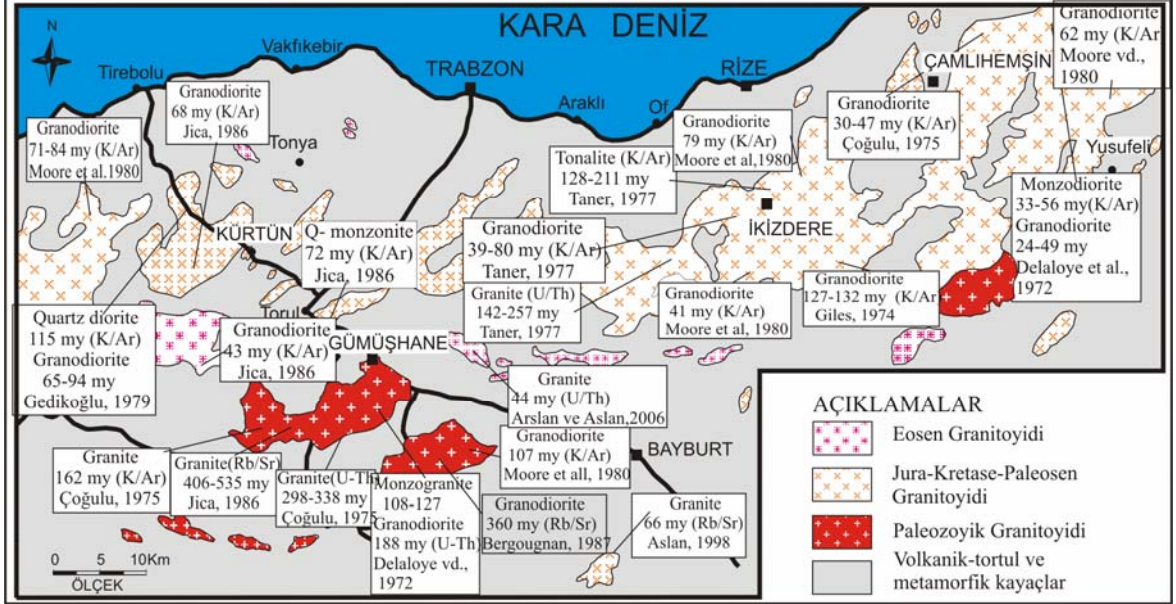 KARA DENİZ
N
Tirebolu
Vakfıkebir
TRABZON
Araklı
Of
RİZE
ÇAMLIHEMŞİN
Yusufeli
Tonya
KÜRTÜN
Torul
GÜMÜŞHANE
İKİZDERE
BAYBURT
Granodiorite
62 my (K/Ar
Moore vd.,
1980
Granodiorite
68 my (K/Ar)
Jica, 1986
Granodiorite
71-84 my (K/Ar)
Moore et al.1980
Granodiorite
79 my (K/Ar)
Moore et al,1980
Granodiorite
30-47 my (K/Ar)
Çoğulu, 1975
Tonalite (K/Ar)
128-211 my
Taner, 1977
Monzodiorite
33-56 my(K/Ar)
Granodiorite
24-49 my
Delaloye et al.,
1972
Q- monzonite
72 my (K/Ar)
Jica, 1986
Granodiorite
39-80 my (K/Ar)
Taner, 1977
Granite (U/Th)
142-257 my
Taner, 1977
Granodiorite
41 my (K/Ar)
Moore et al, 1980
Granodiorite
127-132 my (K/Ar
Giles, 1974
Quartz diorite
115 my (K/Ar)
Granodiorite
65-94 my
Gedikoğlu, 1979
Granodiorite
43 my (K/Ar)
Jica, 1986
Granite
44 my (U/Th)
Arslan ve Aslan,2006
Granodiorite
107 my (K/Ar)
Moore et all, 1980
Granite
162 my (K/Ar)
Çoğulu, 1975
Granite(Rb/Sr)
406-535 my
Jica, 1986
Granite(U-Th)
298-338 my
Çoğulu, 1975
Monzogranite
108-127
Granodiorite
188 my (U-Th)
Delaloye vd.,
1972
Granodiorite
360 my (Rb/Sr)
Bergougnan, 1987
Granite
66 my (Rb/Sr)
Aslan, 1998
0 5 10Km
ÖLÇEK
AÇIKLAMALAR
Eosen Granitoyidi
Jura-Kretase-Paleosen
Granitoyidi
Paleozoyik Granitoyidi
Volkanik-tortul ve
metamorfik kayaçlar